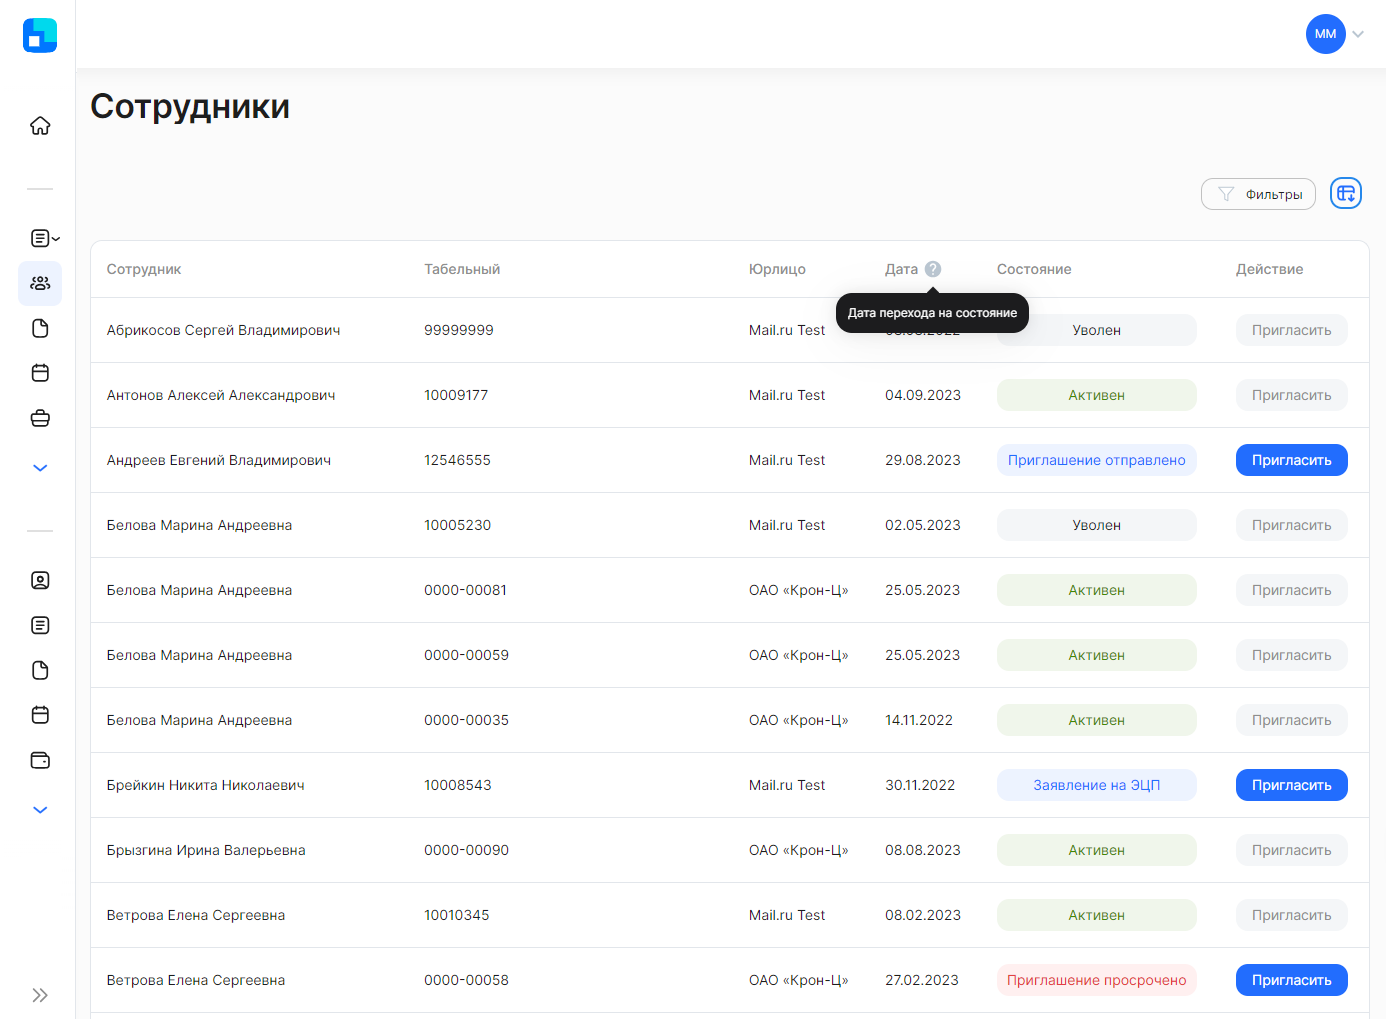 ММ
Сотрудники
Фильтры
Сотрудник Табельный Юрлицо Дата ? Состояние Действие
Дата перехода на состояние
Абрикосов Сергей Владимирович 99999999 Mail.ru Test Уволен Пригласить
Антонов Алексей Александрович 10009177 Mail.ru Test 04.09.2023 Активен Пригласить
Андреев Евгений Владимирович 12546555 Mail.ru Test 29.08.2023 Приглашение отправлено Пригласить
Белова Марина Андреевна 10005230 Mail.ru Test 02.05.2023 Уволен Пригласить
Белова Марина Андреевна 0000-00081 ОАО «Крон-Ц» 25.05.2023 Активен Пригласить
Белова Марина Андреевна 0000-00059 ОАО «Крон-Ц» 25.05.2023 Активен Пригласить
Белова Марина Андреевна 0000-00035 ОАО «Крон-Ц» 14.11.2022 Активен Пригласить
Брейкин Никита Николаевич 10008543 Mail.ru Test 30.11.2022 Заявление на ЭЦП Пригласить
Брызгина Ирина Валерьевна 0000-00090 ОАО «Крон-Ц» 08.08.2023 Активен Пригласить
Ветрова Елена Сергеевна 10010345 Mail.ru Test 08.02.2023 Активен Пригласить
Ветрова Елена Сергеевна 0000-00058 ОАО «Крон-Ц» 27.02.2023 Приглашение просрочено Пригласить